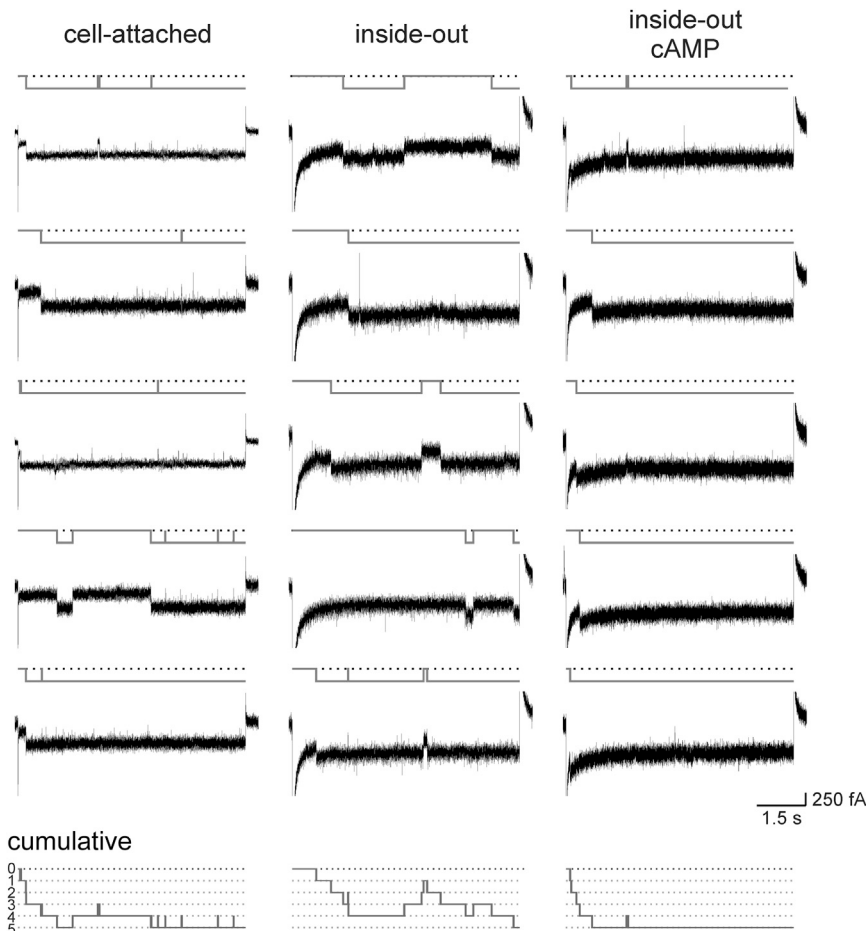 cell-attached
inside-out
inside-out
cAMP
250 fA
1.5 s
cumulative
0
1
2
3
4
5